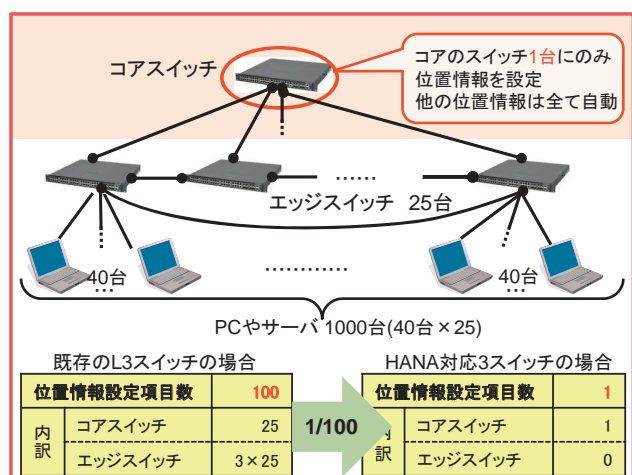 コアスイッチ
コアのスイッチ1台にのみ
位置情報を設定
他の位置情報は全て自動
エッジスイッチ 25台
40台
40台
PCやサーバ 1000台(40台×25)
既存のL3スイッチの場合
位置情報設定項目数 100
内訳
コアスイッチ 25
エッジスイッチ 3×25
1/100
HANA対応3スイッチの場合
位置情報設定項目数 1
内訳
コアスイッチ 1
エッジスイッチ 0